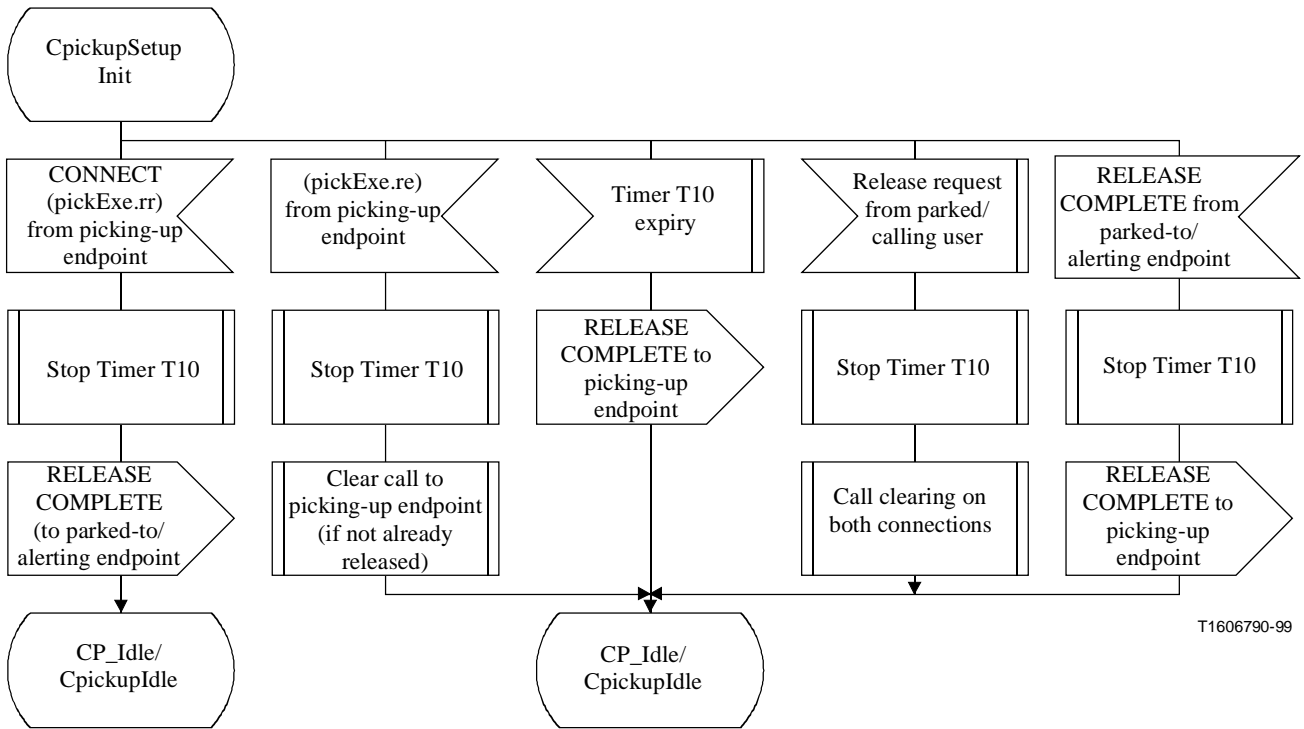 CpickupSetup
Init
CONNECT
(pickExe.rr)
from picking-up
endpoint
(pickExe.re)
from picking-up
endpoint
Timer T10
expiry
Release request
from parked/
calling user
RELEASE
COMPLETE from
parked-to/
alerting endpoint
Stop Timer T10
Stop Timer T10
RELEASE
COMPLETE to
picking-up
endpoint
Stop Timer T10
Stop Timer T10
RELEASE
COMPLETE
(to parked-to/
alerting endpoint
Clear call to
picking-up endpoint
(if not already
released)
Call clearing on
both connections
RELEASE
COMPLETE to
picking-up
endpoint
CP_Idle/
CpickupIdle
CP_Idle/
CpickupIdle
T1606790-99